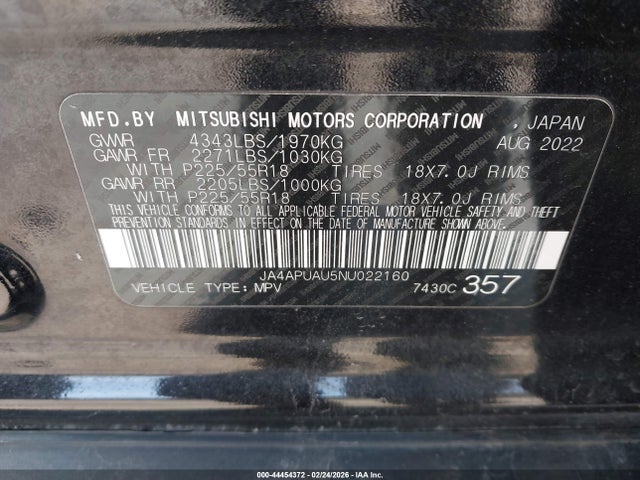 MFD.BY MITSUBISHI MOTORS CORPORATION , JAPAN
GVWR 4343LBS/1970KG AUG 2022
GAWR FR 2271LBS/1030KG
WITH P225/55R18 TIRES 18X7.0J RIMS
GAWR RR 2205LBS/1000KG
WITH P225/55R18 TIRES 18X7.0J RIMS
THIS VEHICLE CONFORMS TO ALL APPLICABLE FEDERAL MOTOR VEHICLE SAFETY AND THEFT
PREVENTION STANDARDS IN EFFECT ON THE DATE OF MANUFACTURE SHOWN ABOVE.
JA4APUAU5NU022160
VEHICLE TYPE: MPV 7430C 357
000-44454372 - 02/24/2026 - IAAI, INC.